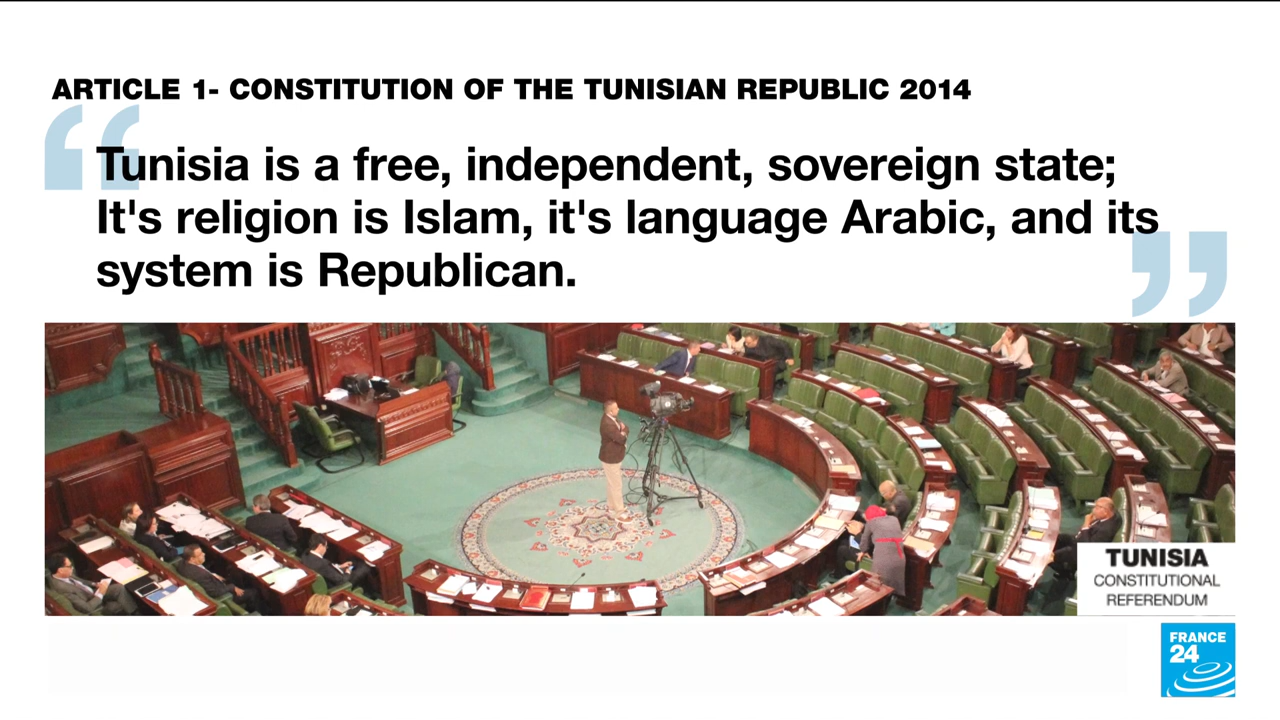 ARTICLE 1- CONSTITUTION OF THE TUNISIAN REPUBLIC 2014
“Tunisia is a free, independent, sovereign state;
It's religion is Islam, it's language Arabic, and its
system is Republican.”
TUNISIA
CONSTITUTIONAL
REFERENDUM
FRANCE
24